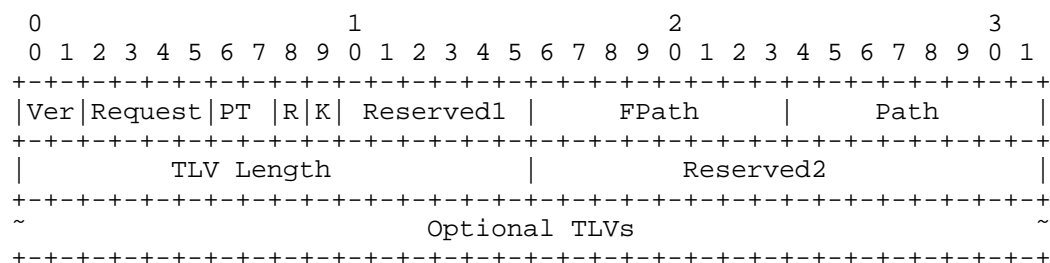 0                   1                   2                   3
 0 1 2 3 4 5 6 7 8 9 0 1 2 3 4 5 6 7 8 9 0 1 2 3 4 5 6 7 8 9 0 1
+-+-+-+-+-+-+-+-+-+-+-+-+-+-+-+-+-+-+-+-+-+-+-+-+-+-+-+-+-+-+-+-+
|Ver|Request|PT |R|K| Reserved1 |     FPath     |     Path      |
+-+-+-+-+-+-+-+-+-+-+-+-+-+-+-+-+-+-+-+-+-+-+-+-+-+-+-+-+-+-+-+-+
|         TLV Length            |         Reserved2             |
+-+-+-+-+-+-+-+-+-+-+-+-+-+-+-+-+-+-+-+-+-+-+-+-+-+-+-+-+-+-+-+-+
~                         Optional TLVs                         ~
+-+-+-+-+-+-+-+-+-+-+-+-+-+-+-+-+-+-+-+-+-+-+-+-+-+-+-+-+-+-+-+-+